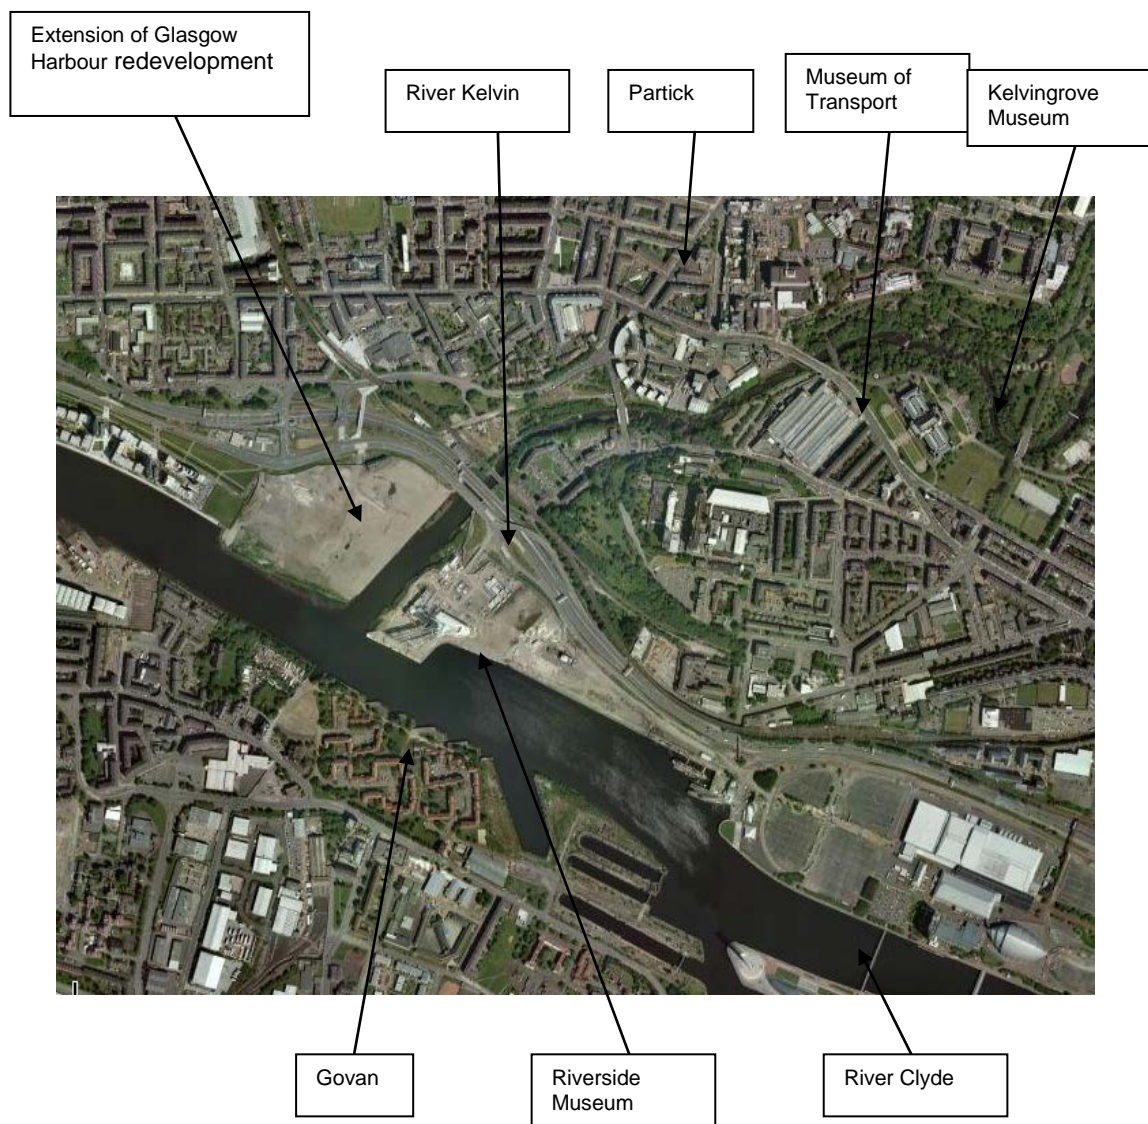 Extension of Glasgow
Harbour redevelopment
River Kelvin
Partick
Museum of
Transport
Kelvingrove
Museum
Govan
Riverside
Museum
River Clyde